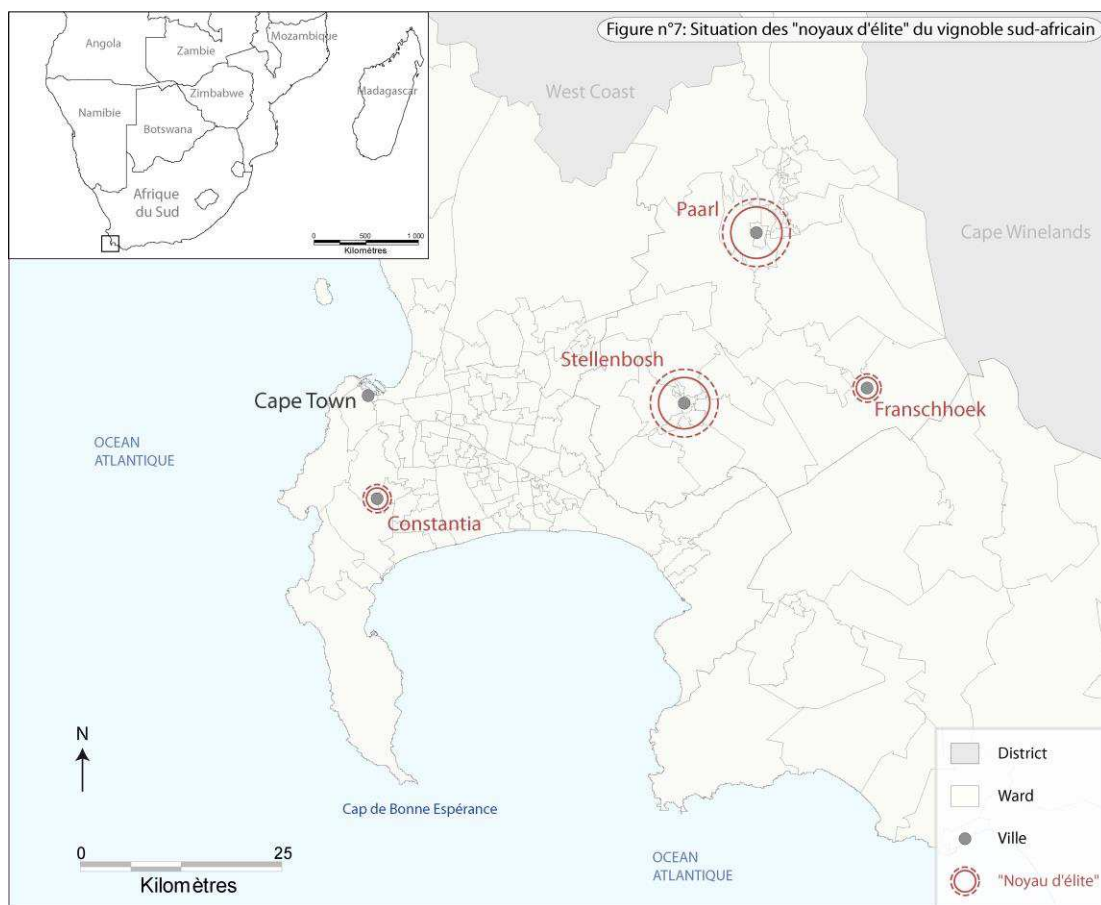 Figure n°7: Situation des "noyaux d'élite" du vignoble sud-africain
Angola
Zambie
Mozambique
Namibie
Zimbabwe
Madagascar
Botswana
Afrique
du Sud
0 500 1 000
Kilomètres
West Coast
Cape Winelands
Paarl
Stellenbosh
Franschhoek
Cape Town
Constantia
OCEAN
ATLANTIQUE
N
Cap de Bonne Espérance
0 25
Kilomètres
OCEAN
ATLANTIQUE
District
Ward
Ville
"Noyau d'élite"